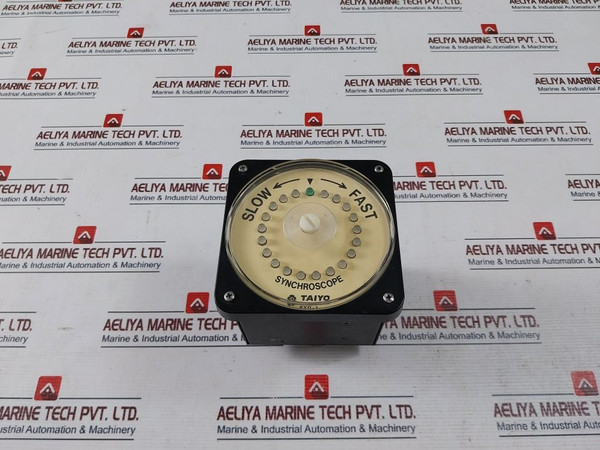 AELIYA MARINE TECH PVT. LTD.
Marine & Industrial Automation & Machinery
SLOW
FAST
SYNCHROSCOPE
TAIYO